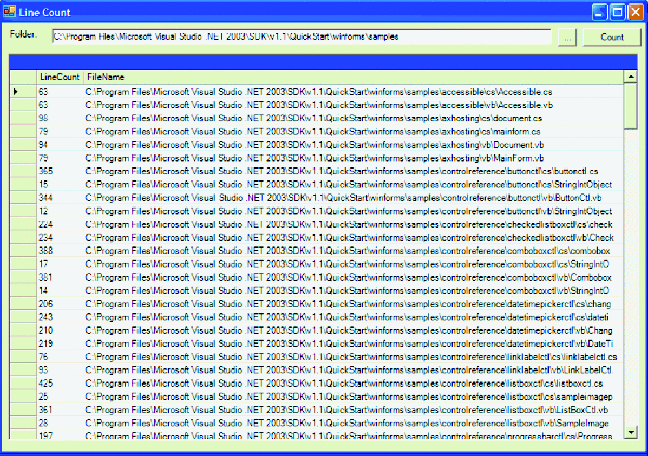 Line Count
Folder: C:\Program Files\Microsoft Visual Studio .NET 2003\SDK\v1.1\QuickStart\winforms\samples ... Count
LineCount FileName
63 C:\Program Files\Microsoft Visual Studio .NET 2003\SDK\v1.1\QuickStart\winforms\samples\accessible\cs\Accessible.cs
63 C:\Program Files\Microsoft Visual Studio .NET 2003\SDK\v1.1\QuickStart\winforms\samples\accessible\vb\Accessible.vb
98 C:\Program Files\Microsoft Visual Studio .NET 2003\SDK\v1.1\QuickStart\winforms\samples\axhosting\cs\document.cs
79 C:\Program Files\Microsoft Visual Studio .NET 2003\SDK\v1.1\QuickStart\winforms\samples\axhosting\cs\mainform.cs
94 C:\Program Files\Microsoft Visual Studio .NET 2003\SDK\v1.1\QuickStart\winforms\samples\axhosting\vb\Document.vb
79 C:\Program Files\Microsoft Visual Studio .NET 2003\SDK\v1.1\QuickStart\winforms\samples\axhosting\vb\MainForm.vb
365 C:\Program Files\Microsoft Visual Studio .NET 2003\SDK\v1.1\QuickStart\winforms\samples\controlreference\buttonctl\cs\buttonctl.cs
15 C:\Program Files\Microsoft Visual Studio .NET 2003\SDK\v1.1\QuickStart\winforms\samples\controlreference\buttonctl\cs\StringIntObject
344 C:\Program Files\Microsoft Visual Studio .NET 2003\SDK\v1.1\QuickStart\winforms\samples\controlreference\buttonctl\vb\ButtonCtl.vb
12 C:\Program Files\Microsoft Visual Studio .NET 2003\SDK\v1.1\QuickStart\winforms\samples\controlreference\buttonctl\vb\StringIntObject
224 C:\Program Files\Microsoft Visual Studio .NET 2003\SDK\v1.1\QuickStart\winforms\samples\controlreference\checkedlistboxctl\cs\check
234 C:\Program Files\Microsoft Visual Studio .NET 2003\SDK\v1.1\QuickStart\winforms\samples\controlreference\checkedlistboxctl\vb\Check
388 C:\Program Files\Microsoft Visual Studio .NET 2003\SDK\v1.1\QuickStart\winforms\samples\controlreference\comboboxctl\cs\combobox
17 C:\Program Files\Microsoft Visual Studio .NET 2003\SDK\v1.1\QuickStart\winforms\samples\controlreference\comboboxctl\cs\StringIntO
361 C:\Program Files\Microsoft Visual Studio .NET 2003\SDK\v1.1\QuickStart\winforms\samples\controlreference\comboboxctl\vb\Combobox
14 C:\Program Files\Microsoft Visual Studio .NET 2003\SDK\v1.1\QuickStart\winforms\samples\controlreference\comboboxctl\vb\StringIntO
206 C:\Program Files\Microsoft Visual Studio .NET 2003\SDK\v1.1\QuickStart\winforms\samples\controlreference\datetimepickerctl\cs\chang
243 C:\Program Files\Microsoft Visual Studio .NET 2003\SDK\v1.1\QuickStart\winforms\samples\controlreference\datetimepickerctl\cs\dateti
210 C:\Program Files\Microsoft Visual Studio .NET 2003\SDK\v1.1\QuickStart\winforms\samples\controlreference\datetimepickerctl\vb\Chang
219 C:\Program Files\Microsoft Visual Studio .NET 2003\SDK\v1.1\QuickStart\winforms\samples\controlreference\datetimepickerctl\vb\DateTi
76 C:\Program Files\Microsoft Visual Studio .NET 2003\SDK\v1.1\QuickStart\winforms\samples\controlreference\linklabelctl\cs\linklabelctl.cs
93 C:\Program Files\Microsoft Visual Studio .NET 2003\SDK\v1.1\QuickStart\winforms\samples\controlreference\linklabelctl\vb\LinkLabelCtl.
425 C:\Program Files\Microsoft Visual Studio .NET 2003\SDK\v1.1\QuickStart\winforms\samples\controlreference\listboxctl\cs\listboxctl.cs
25 C:\Program Files\Microsoft Visual Studio .NET 2003\SDK\v1.1\QuickStart\winforms\samples\controlreference\listboxctl\cs\sampleimagep
361 C:\Program Files\Microsoft Visual Studio .NET 2003\SDK\v1.1\QuickStart\winforms\samples\controlreference\listboxctl\vb\ListBoxCtl.vb
28 C:\Program Files\Microsoft Visual Studio .NET 2003\SDK\v1.1\QuickStart\winforms\samples\controlreference\listboxctl\vb\SampleImage
197 C:\Program Files\Microsoft Visual Studio .NET 2003\SDK\v1.1\QuickStart\winforms\samples\controlreference\progressbarctl\cs\Progress